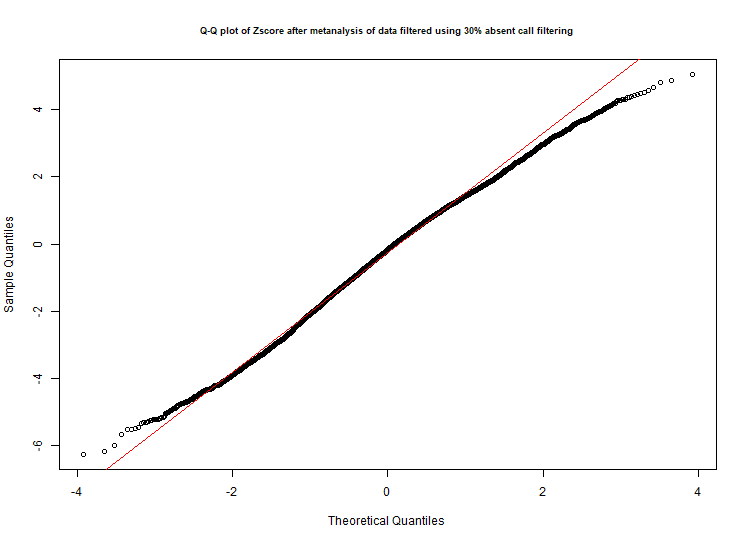 Q-Q plot of Zscore after metanalysis of data filtered using 30% absent call filtering
4
2
0
-2
-4
-6
Sample Quantiles
-4 -2 0 2 4
Theoretical Quantiles